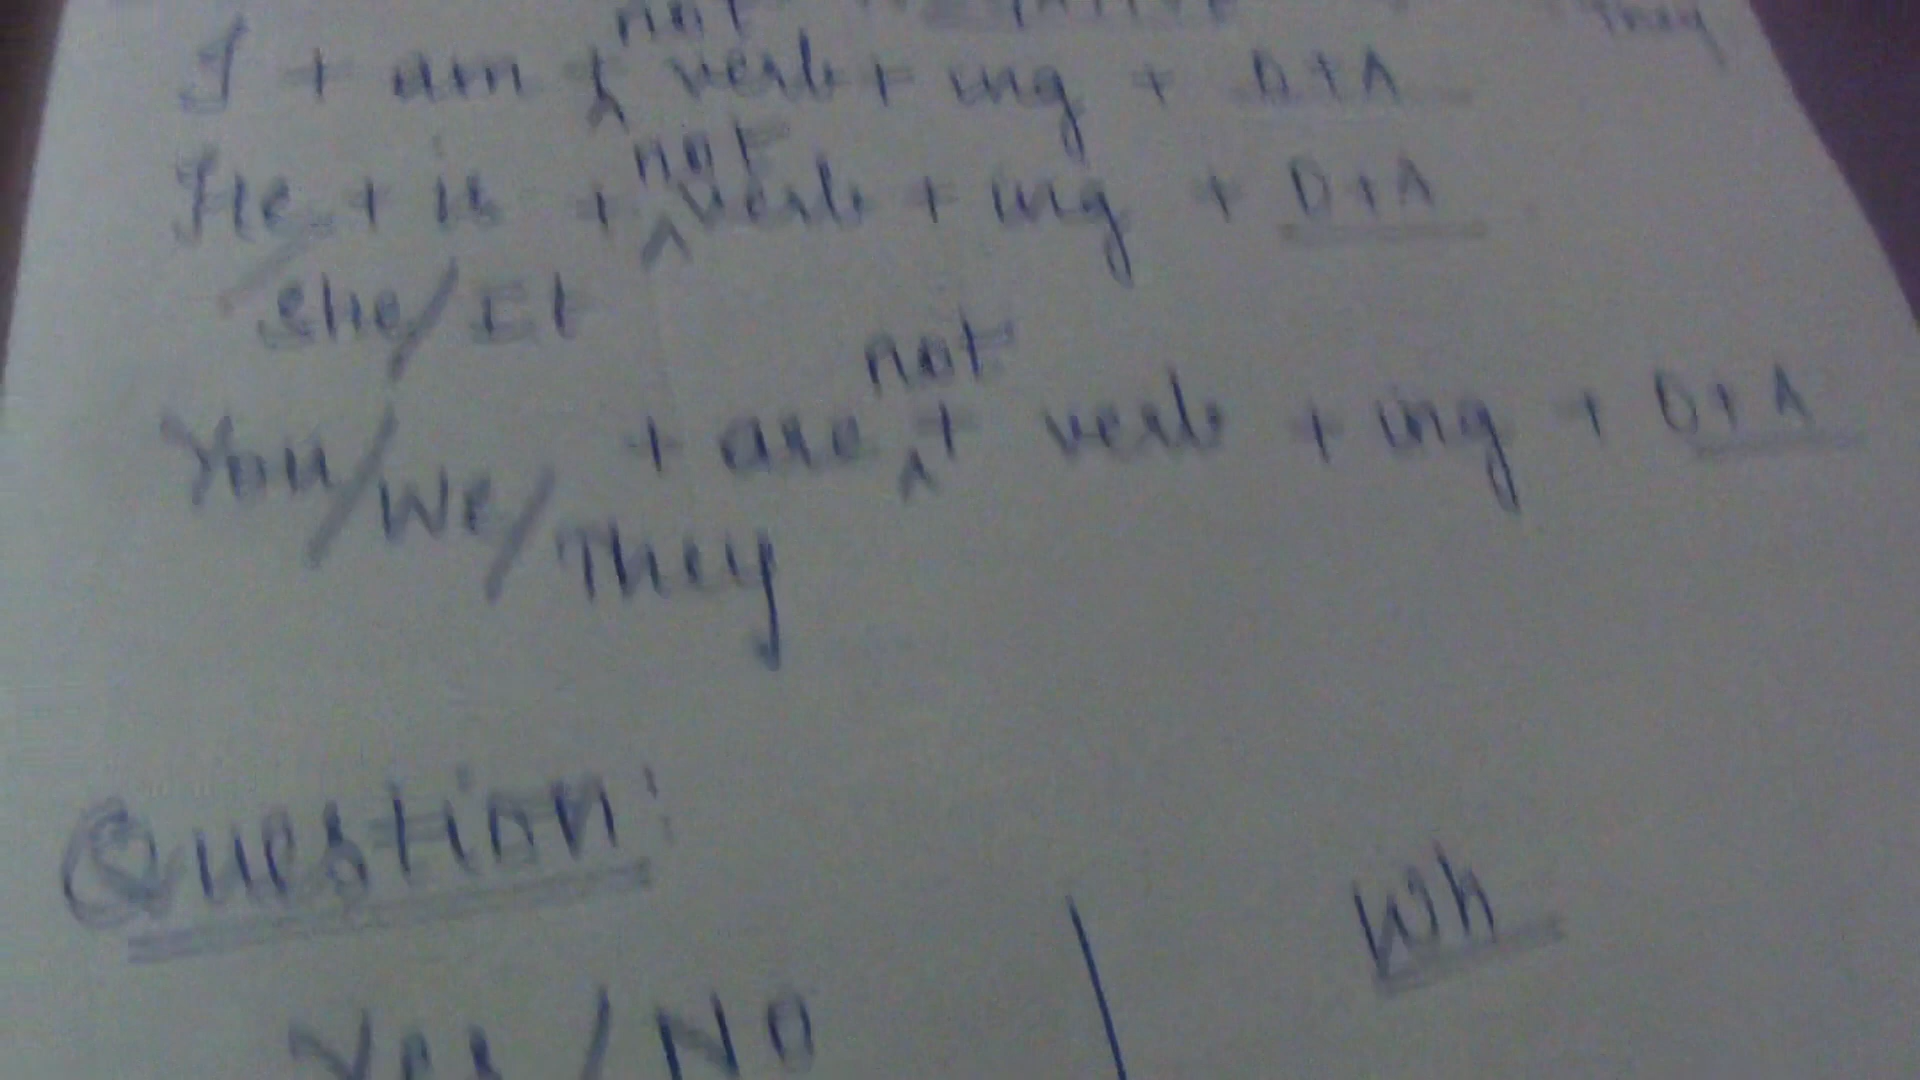 They
not
I + am + verb + ing + O+A
not
He + is + verb + ing + O+A
She/It
not
You/We/They + are + verb + ing + O+A
Question:
Yes/No
Wh